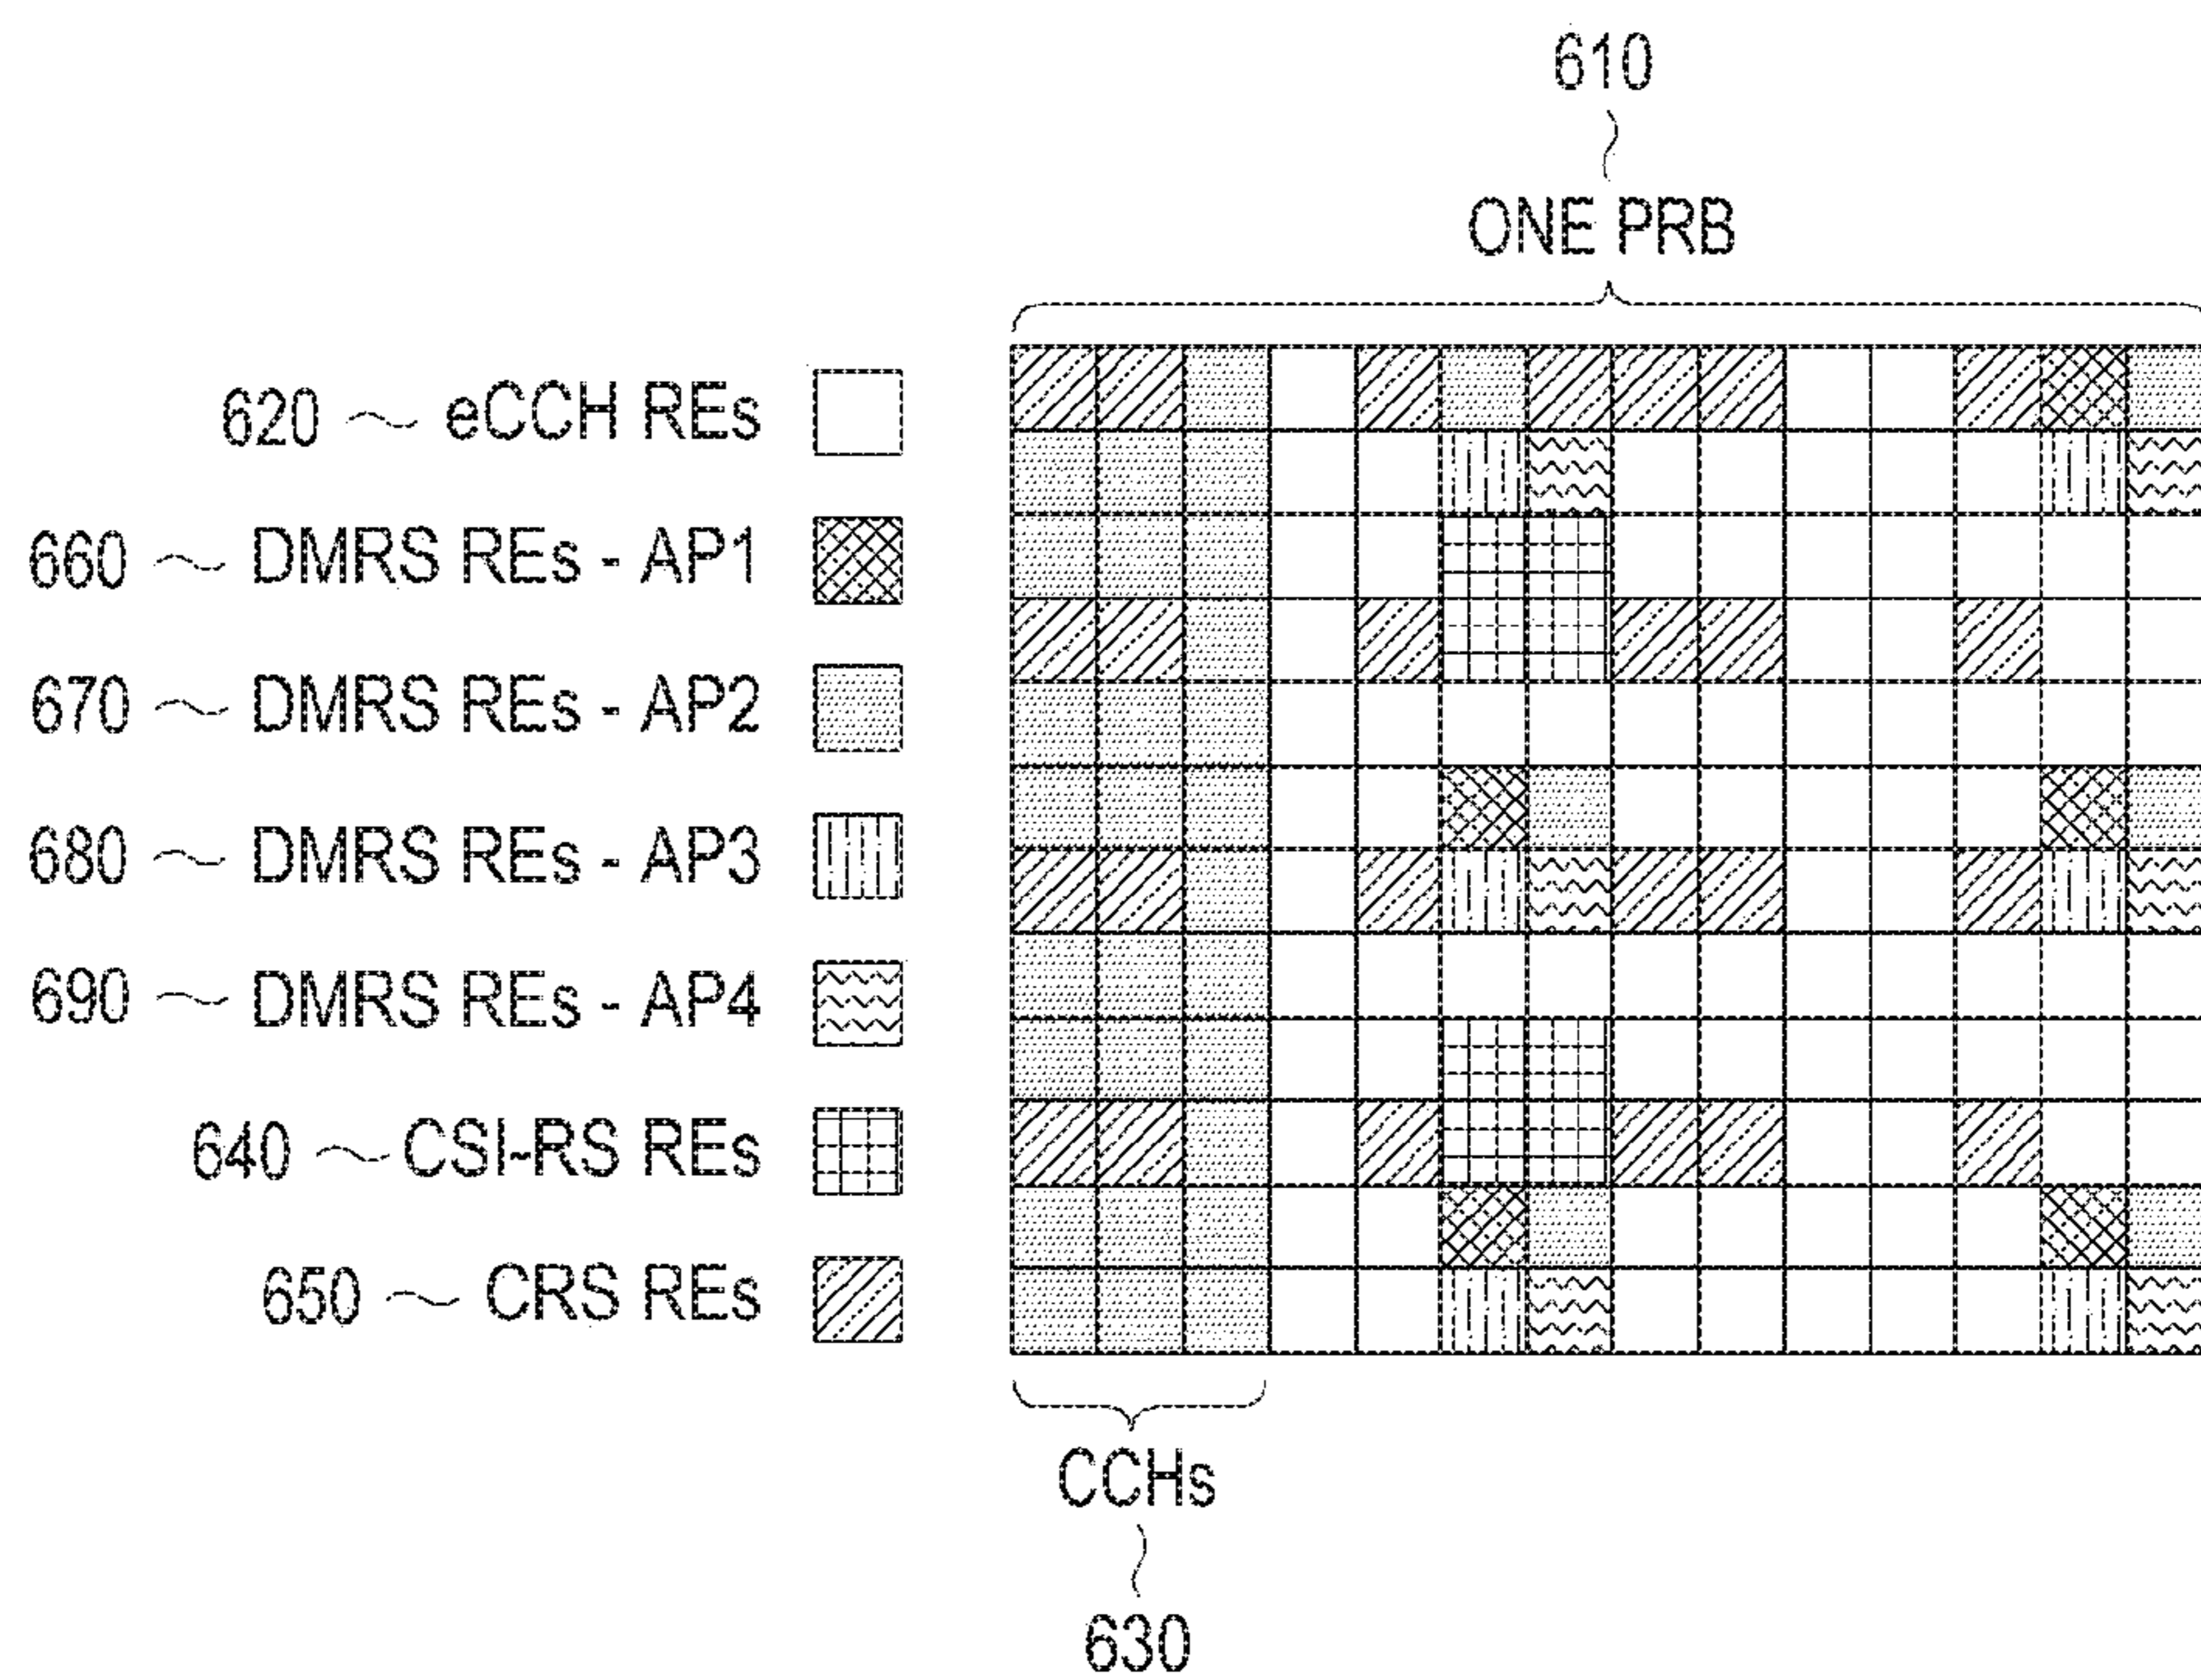 610
ONE PRB
620 eCCH REs
660 DMRS REs - AP1
670 DMRS REs - AP2
680 DMRS REs - AP3
690 DMRS REs - AP4
640 CSI-RS REs
650 CRS REs
CCHs
630